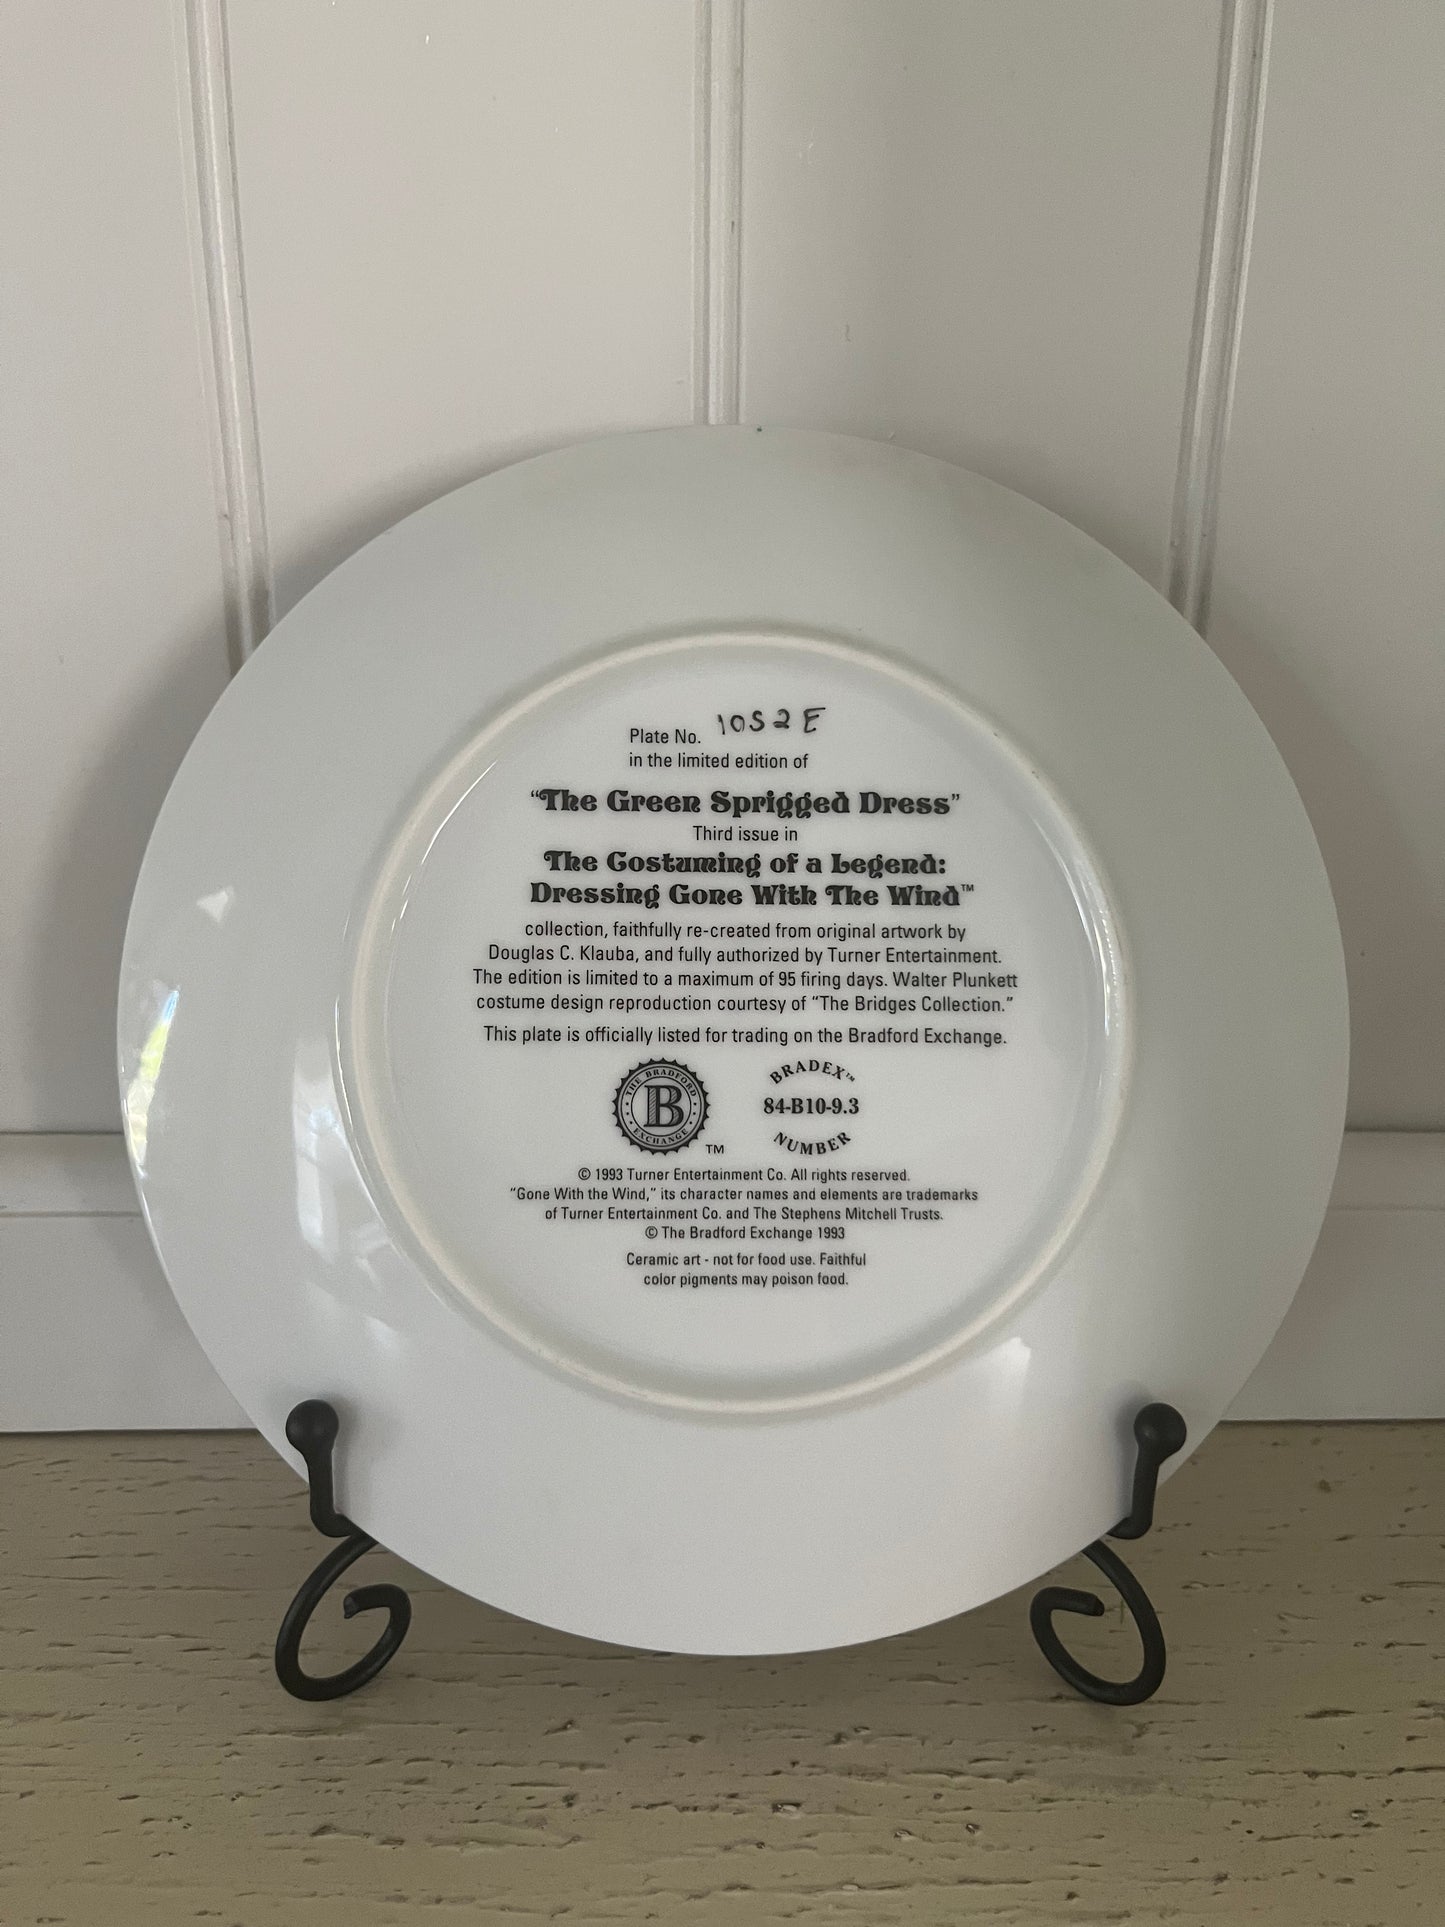 Plate No. 1052E
in the limited edition of
"The Green Sprigged Dress"
Third issue in
The Costuming of a Legend:
Dressing Gone With The Wind™
collection, faithfully re-created from original artwork by
Douglas C. Klauba, and fully authorized by Turner Entertainment.
The edition is limited to a maximum of 95 firing days. Walter Plunkett
costume design reproduction courtesy of "The Bridges Collection."
This plate is officially listed for trading on the Bradford Exchange.
THE BRADFORD
B
EXCHANGE
TM
BRADEX™
84-B10-9.3
NUMBER
© 1993 Turner Entertainment Co. All rights reserved.
"Gone With the Wind," its character names and elements are trademarks
of Turner Entertainment Co. and The Stephens Mitchell Trusts.
© The Bradford Exchange 1993
Ceramic art - not for food use. Faithful
color pigments may poison food.